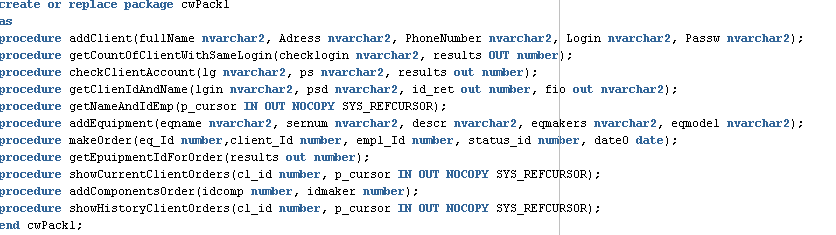 create or replace package cwPack1
as
procedure addClient(fullName nvarchar2, Adress nvarchar2, PhoneNumber nvarchar2, Login nvarchar2, Passw nvarchar2);
procedure getCountOfClientWithSameLogin(checklogin nvarchar2, results OUT number);
procedure checkClientAccount(lg nvarchar2, ps nvarchar2, results out number);
procedure getClienIdAndName(lgin nvarchar2, psd nvarchar2, id_ret out number, fio out nvarchar2);
procedure getNameAndIdEmp(p_cursor IN OUT NOCOPY SYS_REFCURSOR);
procedure addEquipment(eqname nvarchar2, sernum nvarchar2, descr nvarchar2, eqmakers nvarchar2, eqmodel nvarchar2);
procedure makeOrder(eq_Id number,client_Id number, empl_Id number, status_id number, dateO date);
procedure getEpuipmentIdForOrder(results out number);
procedure showCurrentClientOrders(cl_id number, p_cursor IN OUT NOCOPY SYS_REFCURSOR);
procedure addComponentsOrder(idcomp number, idmaker number);
procedure showHistoryClientOrders(cl_id number, p_cursor IN OUT NOCOPY SYS_REFCURSOR);
end cwPack1;